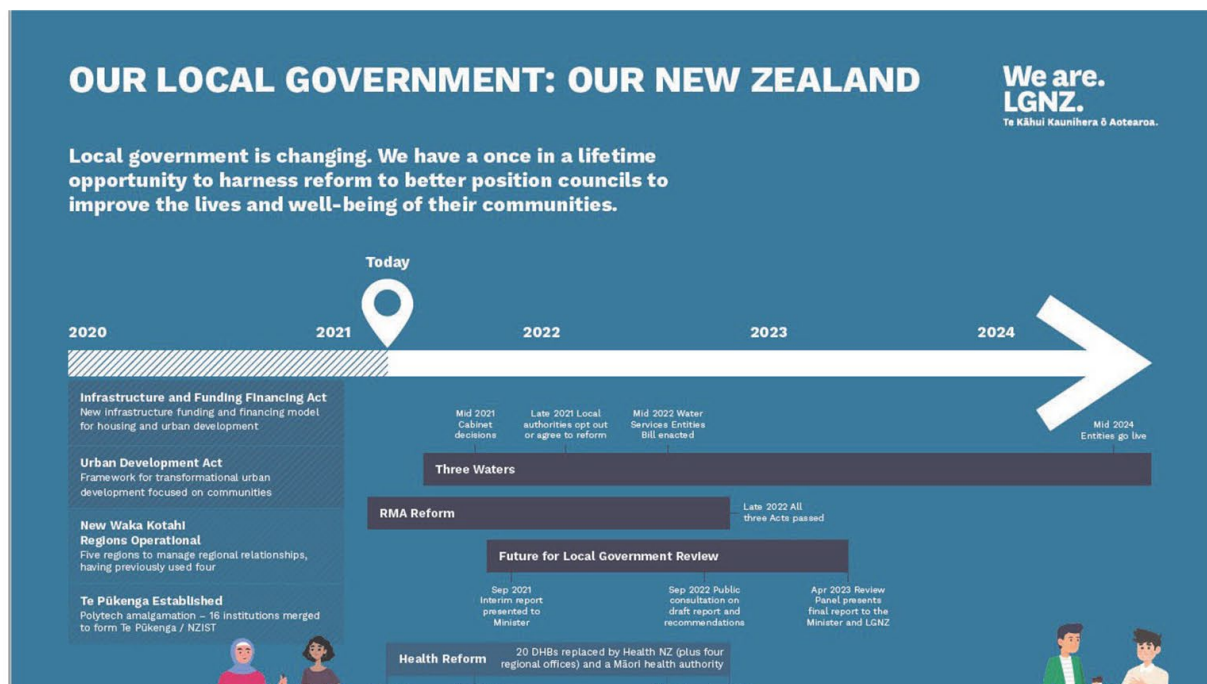 OUR LOCAL GOVERNMENT: OUR NEW ZEALAND
We are.
LGNZ.
Te Kāhui Kaunihera ō Aotearoa.
Local government is changing. We have a once in a lifetime
opportunity to harness reform to better position councils to
improve the lives and well-being of their communities.
Today
2020
2021
2022
2023
2024
Infrastructure and Funding Financing Act
New infrastructure funding and financing model
for housing and urban development
Urban Development Act
Framework for transformational urban
development focused on communities
New Waka Kotahi
Regions Operational
Five regions to manage regional relationships,
having previously used four
Te Pūkenga Established
Polytech amalgamation – 16 institutions merged
to form Te Pūkenga / NZIST
Mid 2021
Cabinet
decisions
Late 2021 Local
authorities opt out
or agree to reform
Mid 2022 Water
Services Entities
Bill enacted
Mid 2024
Entities go live
Three Waters
RMA Reform
Late 2022 All
three Acts passed
Future for Local Government Review
Sep 2021
Interim report
presented to
Minister
Sep 2022 Public
consultation on
draft report and
recommendations
Apr 2023 Review
Panel presents
final report to the
Minister and LGNZ
Health Reform
20 DHBs replaced by Health NZ (plus four
regional offices) and a Māori health authority